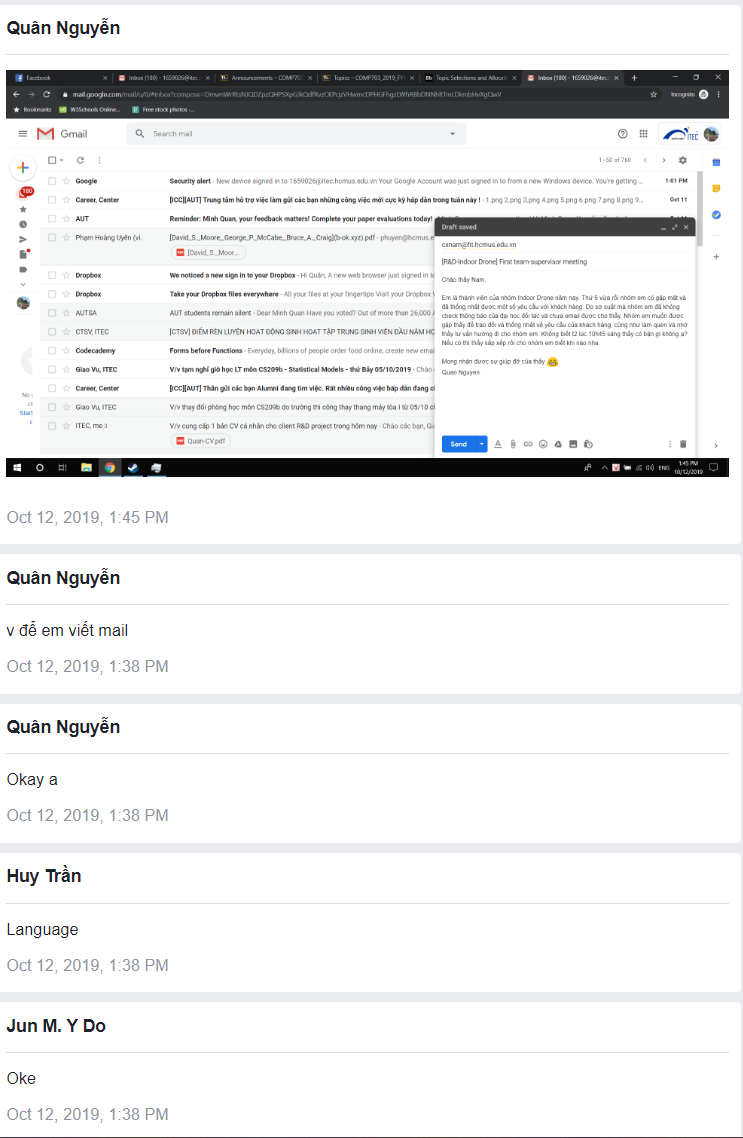 Quân Nguyễn
Facebook
Inbox (180) - 1659026@itec.
Announcements – COMP70
Topics – COMP703_2019_FY
Topic Selections and Alloca
Inbox (180) - 1659026@itec.
mail.google.com/mail/u/0/#inbox?compose=
Incognito
Bookmarks
W3Schools Online...
Free stock photos -...
Gmail
Search mail
ITEC
1-50 of 760
180
Google
Security alert - New device signed in to 1659026@itec.hcmus.edu.vn Your Google Account was just signed in to from a new Windows device. You're getting ...
1:01 PM
Career, Center
[ICC][AUT] Trung tâm hỗ trợ việc làm gửi các bạn những công việc mới cực kỳ hấp dẫn trong tuần này ! - 1.png 2.png 3.png 4.png 5.png 6.png 7.png 8.png 9...
Oct 11
AUT
Reminder: Minh Quan, your feedback matters! Complete your paper evaluations today!
Phạm Hoàng Uyên (vi.
[David_S._Moore,_George_P._McCabe,_Bruce_A._Craig](b-ok.xyz).pdf - phuyen@hcmus.e
[David_S._Moor...
Dropbox
We noticed a new sign in to your Dropbox - Hi Quân, A new web browser just signed in to
Dropbox
Take your Dropbox files everywhere - All your files at your fingertips Visit your Dropbox
AUTSA
AUT students remain silent - Dear Minh Quan Have you voted? Out of more than 26,000
CTSV, ITEC
[CTSV] ĐIỂM RÈN LUYỆN HOẠT ĐỘNG SINH HOẠT TẬP TRUNG SINH VIÊN ĐẦU NĂM HỌ
Codecademy
Forms before Functions - Everyday, billions of people order food online, create new emai
Giao Vu, ITEC
V/v tạm nghỉ giờ học LT môn CS209b - Statistical Models - thứ Bảy 05/10/2019
Career, Center
[ICC][AUT] Thân gửi các bạn Alumni đang tìm việc. Rất nhiều công việc hấp dẫn đang c
Giao Vu, ITEC
V/v thay đổi phòng học môn CS209b do trường thi công thay thang máy tòa I từ 05/10
ITEC, me 3
V/v cung cấp 1 bản CV cá nhân cho client R&D project trong hôm nay - Chào các bạn,
Quan-CV.pdf
Draft saved
cxnam@fit.hcmus.edu.vn
[R&D-Indoor Drone] First team-supervisor meeting
Chào thầy Nam,
Em là thành viên của nhóm Indoor Drone năm nay. Thứ 6 vừa rồi nhóm em có gặp mặt và
đã thống nhất được một số yêu cầu với khách hàng. Do sơ suất mà nhóm em đã không
check thông báo của đại học đối tác và chưa email được cho thầy. Nhóm em muốn được
gặp thầy để trao đổi và thống nhất về yêu cầu của khách hàng, cũng như làm quen và nhờ
thầy tư vấn hướng đi cho nhóm em. Không biết t2 lúc 10h45 sáng thầy có bận gì không ạ?
Nếu có thì thầy sắp xếp rồi cho nhóm em biết khi nào nha.
Mong nhận được sự giúp đỡ của thầy
Quan Nguyen
Send
ENG
1:45 PM
10/12/2019
Oct 12, 2019, 1:45 PM
Quân Nguyễn
v để em viết mail
Oct 12, 2019, 1:38 PM
Quân Nguyễn
Okay a
Oct 12, 2019, 1:38 PM
Huy Trần
Language
Oct 12, 2019, 1:38 PM
Jun M. Y Do
Oke
Oct 12, 2019, 1:38 PM